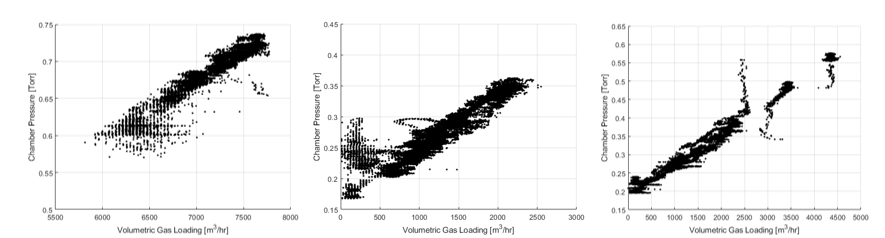 0.75
0.7
0.65
0.6
0.55
0.5
5500 6000 6500 7000 7500 8000
Chamber Pressure [Torr]
Volumetric Gas Loading [m³/hr]
0.45
0.4
0.35
0.3
0.25
0.2
0.15
0 500 1000 1500 2000 2500 3000
Chamber Pressure [Torr]
Volumetric Gas Loading [m³/hr]
0.65
0.6
0.55
0.5
0.45
0.4
0.35
0.3
0.25
0.2
0.15
0 500 1000 1500 2000 2500 3000 3500 4000 4500 5000
Chamber Pressure [Torr]
Volumetric Gas Loading [m³/hr]